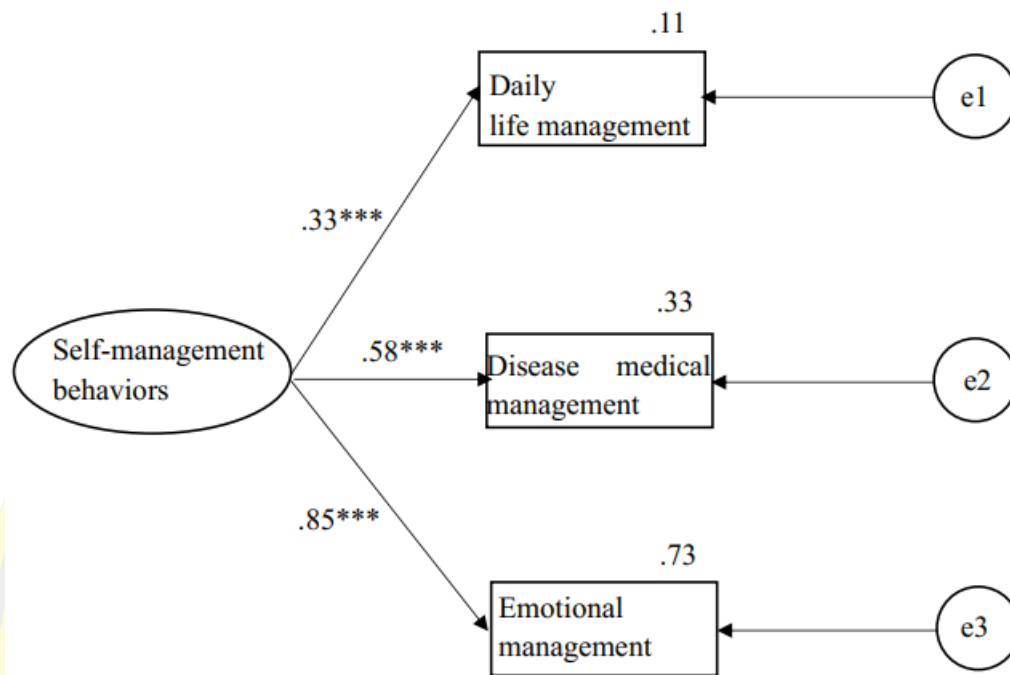 .11
Daily
life management
e1
.33***
.33
Self-management
behaviors
.58***
Disease medical
management
e2
.85***
.73
Emotional
management
e3